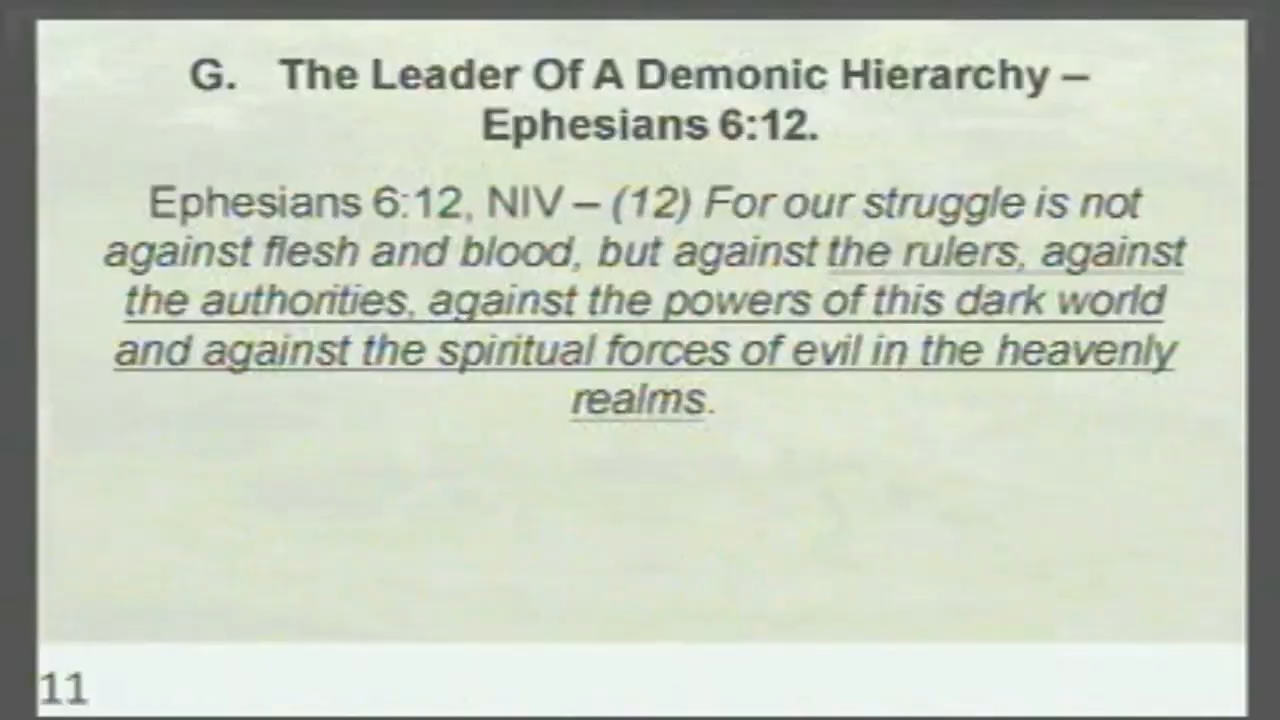 G. The Leader Of A Demonic Hierarchy –
Ephesians 6:12.
Ephesians 6:12, NIV – (12) For our struggle is not
against flesh and blood, but against the rulers, against
the authorities, against the powers of this dark world
and against the spiritual forces of evil in the heavenly
realms.
11